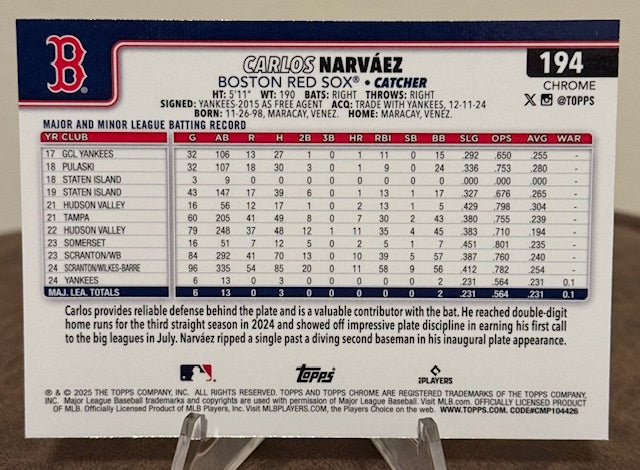 B
194
CHROME
X @TOPPS
CARLOS NARVÁEZ
BOSTON RED SOX® • CATCHER
HT: 5'11" WT: 190 BATS: RIGHT THROWS: RIGHT
SIGNED: YANKEES-2015 AS FREE AGENT ACQ: TRADE WITH YANKEES, 12-11-24
BORN: 11-26-98, MARACAY, VENEZ. HOME: MARACAY, VENEZ.
MAJOR AND MINOR LEAGUE BATTING RECORD
YR CLUB G AB R H 2B 3B HR RBI SB BB SLG OPS AVG WAR
17 GCL YANKEES 32 106 13 27 1 0 1 11 0 15 .292 .650 .255 -
18 PULASKI 32 107 18 30 3 0 1 9 0 24 .336 .753 .280 -
18 STATEN ISLAND 3 9 0 0 0 0 0 0 0 0 .000 .000 .000 -
19 STATEN ISLAND 43 147 17 39 6 0 1 13 1 17 .327 .676 .265 -
21 HUDSON VALLEY 16 56 12 17 1 0 2 13 1 5 .429 .798 .304 -
21 TAMPA 60 205 41 49 8 0 7 30 2 43 .380 .755 .239 -
22 HUDSON VALLEY 79 248 37 48 12 1 11 35 4 45 .383 .710 .194 -
23 SOMERSET 16 51 7 12 5 0 2 5 1 7 .451 .801 .235 -
23 SCRANTON/WB 84 292 41 70 13 0 10 39 5 57 .387 .760 .240 -
24 SCRANTON/WILKES-BARRE 96 335 54 85 20 0 11 58 9 56 .412 .782 .254 -
24 YANKEES 6 13 0 3 0 0 0 0 0 2 .231 .564 .231 0.1
MAJ. LEA. TOTALS 6 13 0 3 0 0 0 0 0 2 .231 .564 .231 0.1
Carlos provides reliable defense behind the plate and is a valuable contributor with the bat. He reached double-digit
home runs for the third straight season in 2024 and showed off impressive plate discipline in earning his first call
to the big leagues in July. Narváez ripped a single past a diving second baseman in his inaugural plate appearance.
Topps
PLAYERS
® & © 2025 THE TOPPS COMPANY, INC. ALL RIGHTS RESERVED. TOPPS AND TOPPS CHROME ARE REGISTERED TRADEMARKS OF THE TOPPS COMPANY,
INC. Major League Baseball trademarks and copyrights are used with permission of Major League Baseball. Visit MLB.com. OFFICIALLY LICENSED PRODUCT
OF MLB. Officially Licensed Product of MLB Players, Inc. Visit MLBPLAYERS.COM, the Players Choice on the web. WWW.TOPPS.COM. CODE#CMP104426